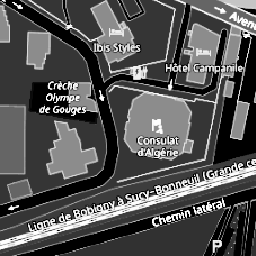 Avenu
Ibis Styles
Hôtel Campanile
Crèche
Olympe
de Gouges
Consulat
d'Algérie
Ligne de Bobigny à Sucy-Bonneuil (Grande ce
Chemin latéral
P